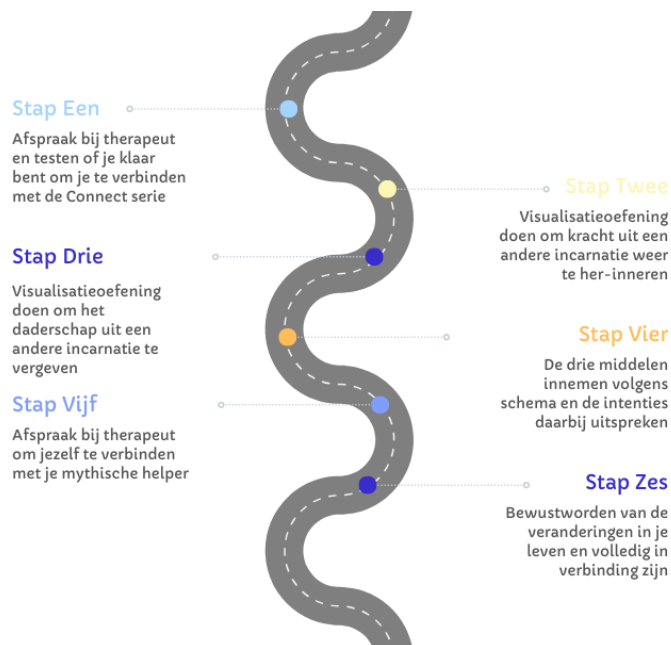 Stap Een
Afspraak bij therapeut
en testen of je klaar
bent om je te verbinden
met de Connect serie
Stap Twee
Visualisatieoefening
doen om kracht uit een
andere incarnatie weer
te her-inneren
Stap Drie
Visualisatieoefening
doen om het
daderschap uit een
andere incarnatie te
vergeven
Stap Vier
De drie middelen
innemen volgens
schema en de intenties
daarbij uitspreken
Stap Vijf
Afspraak bij therapeut
om jezelf te verbinden
met je mythische helper
Stap Zes
Bewustworden van de
veranderingen in je
leven en volledig in
verbinding zijn